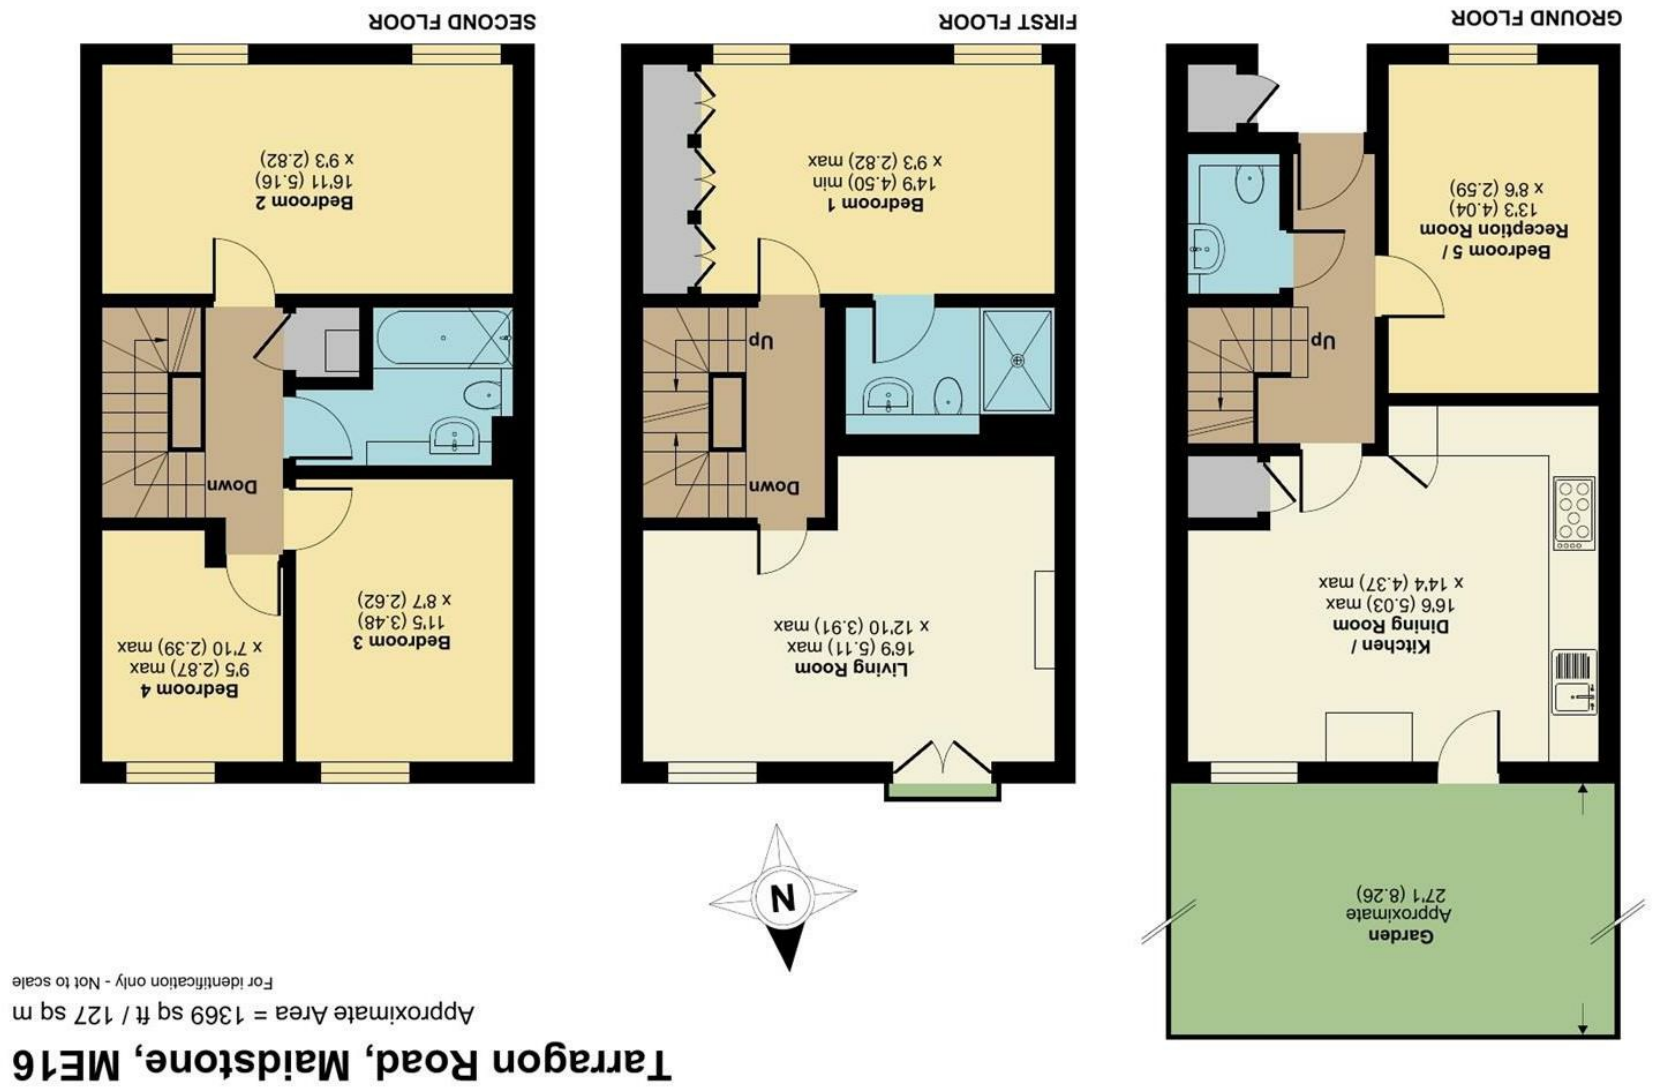 Tarragon Road, Maidstone, ME16
Approximate Area = 1369 sq ft / 127 sq m
For identification only - Not to scale
Garden
Approximate
27'1 (8.26)
N
Kitchen /
Dining Room
16'6 (5.03) max
x 14'4 (4.37) max
Up
Bedroom 5 /
Reception Room
13'3 (4.04)
x 8'6 (2.59)
GROUND FLOOR
Living Room
16'9 (5.11) max
x 12'10 (3.91) max
Down
Up
Bedroom 1
14'9 (4.50) min
x 9'3 (2.82) max
FIRST FLOOR
Bedroom 4
9'5 (2.87) max
x 7'10 (2.39) max
Bedroom 3
11'5 (3.48)
x 8'7 (2.62)
Down
Bedroom 2
16'11 (5.16)
x 9'3 (2.82)
SECOND FLOOR